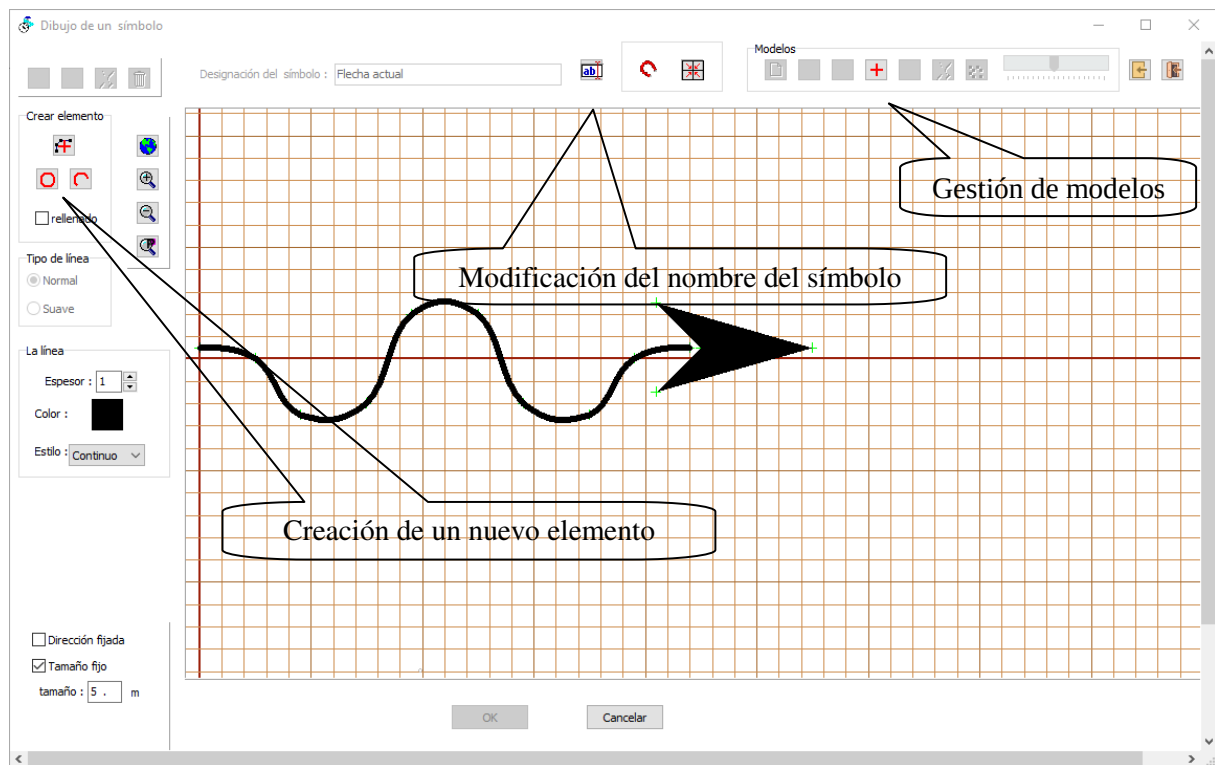 Dibujo de un símbolo
Modelos
Designación del símbolo : Flecha actual
ab
Crear elemento
rellenado
Tipo de línea
Normal
Suave
La línea
Espesor : 1
Color :
Estilo : Continuo
Dirección fijada
Tamaño fijo
tamaño : 5 . m
Gestión de modelos
Modificación del nombre del símbolo
Creación de un nuevo elemento
OK Cancelar